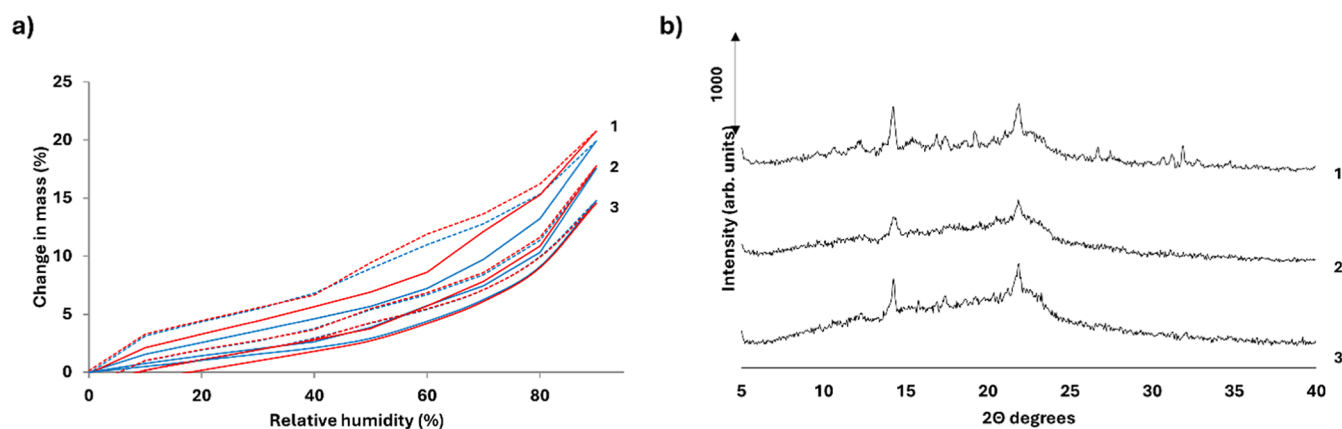 a)
Change in mass (%)
25
20
15
10
5
0
0 20 40 60 80
Relative humidity (%)
1
2
3
b)
1000
Intensity (arb. units)
1
2
3
5 10 15 20 25 30 35 40
2Θ degrees